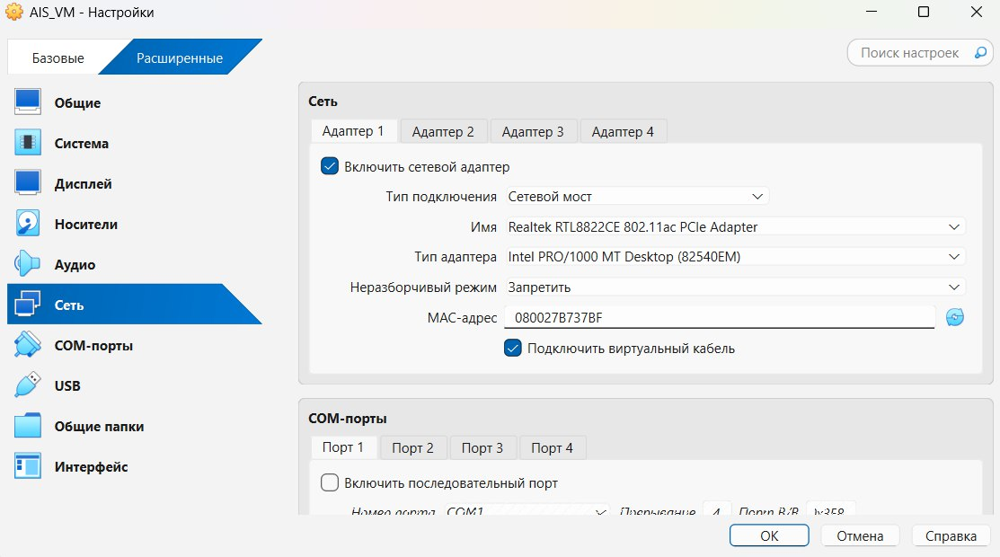 AIS_VM - Настройки
Базовые
Расширенные
Поиск настроек
Общие
Система
Дисплей
Носители
Аудио
Сеть
COM-порты
USB
Общие папки
Интерфейс
Сеть
Адаптер 1 Адаптер 2 Адаптер 3 Адаптер 4
Включить сетевой адаптер
Тип подключения Сетевой мост
Имя Realtek RTL8822CE 802.11ac PCIe Adapter
Тип адаптера Intel PRO/1000 MT Desktop (82540EM)
Неразборчивый режим Запретить
MAC-адрес 080027B737BF
Подключить виртуальный кабель
COM-порты
Порт 1 Порт 2 Порт 3 Порт 4
Включить последовательный порт
Номер порта COM1 Прерывание 4 Порт В/В
OK Отмена Справка